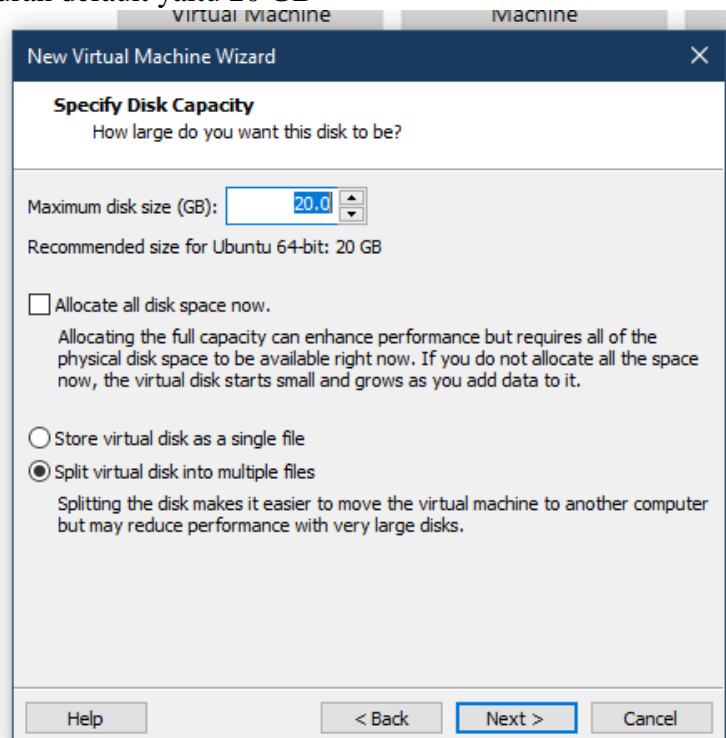 default yaitu 20 GB
Virtual Machine
Machine
New Virtual Machine Wizard
Specify Disk Capacity
How large do you want this disk to be?
Maximum disk size (GB): 20.0
Recommended size for Ubuntu 64-bit: 20 GB
Allocate all disk space now.
Allocating the full capacity can enhance performance but requires all of the
physical disk space to be available right now. If you do not allocate all the space
now, the virtual disk starts small and grows as you add data to it.
Store virtual disk as a single file
Split virtual disk into multiple files
Splitting the disk makes it easier to move the virtual machine to another computer
but may reduce performance with very large disks.
Help
< Back
Next >
Cancel